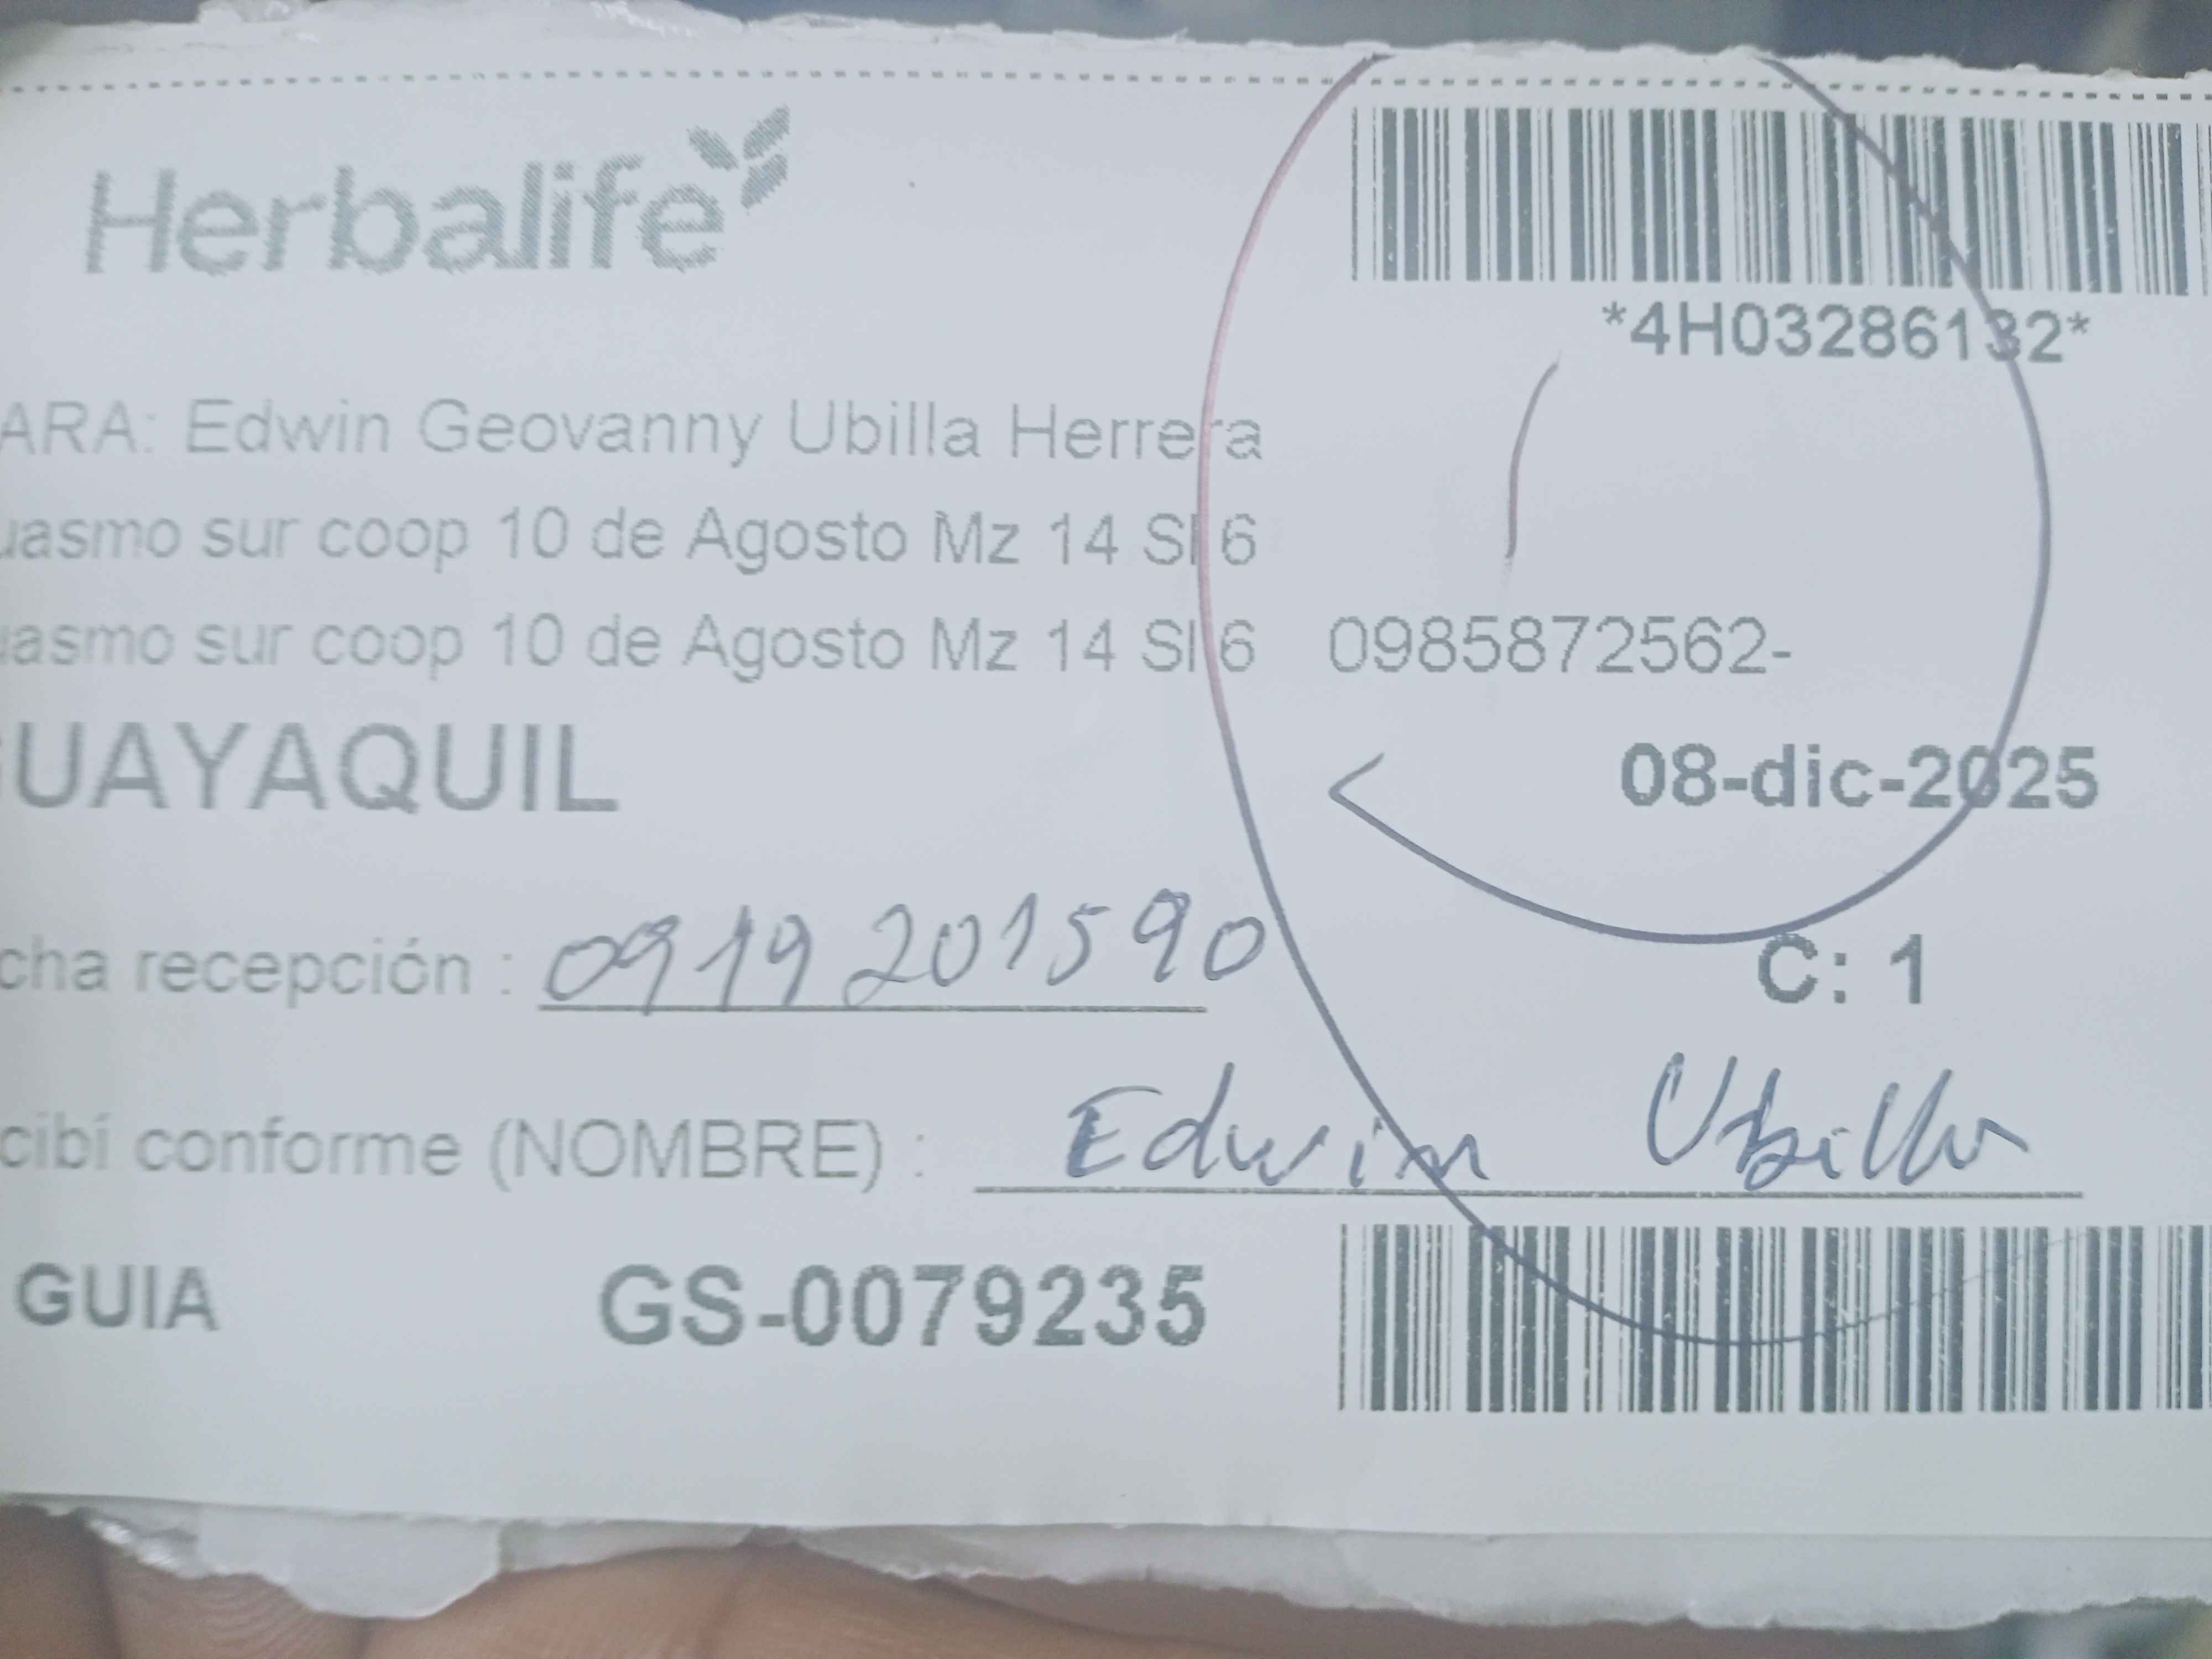 Herbalife
*4H03286132*
ARA: Edwin Geovanny Ubilla Herrera
uasmo sur coop 10 de Agosto Mz 14 Sl 6
uasmo sur coop 10 de Agosto Mz 14 Sl 6 0985872562-
GUAYAQUIL 08-dic-2025
cha recepción : 0919201590
C: 1
cibí conforme (NOMBRE) : Edwin Ubilla
GUIA GS-0079235